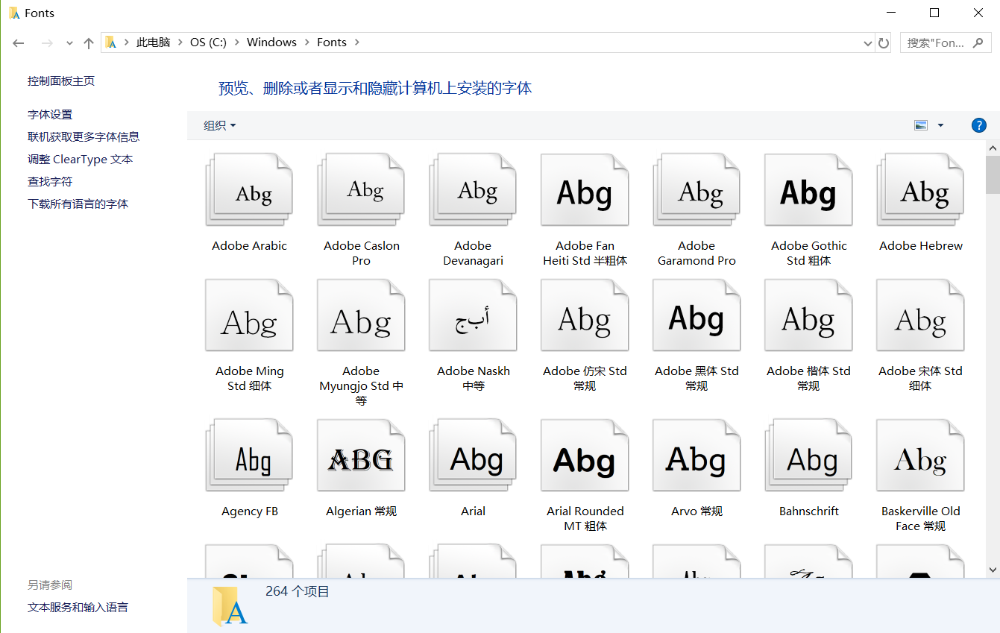 Fonts
此电脑 OS (C:) Windows Fonts
搜索"Fon...
控制面板主页
字体设置
联机获取更多字体信息
调整 ClearType 文本
查找字符
下载所有语言的字体
另请参阅
文本服务和输入语言
预览、删除或者显示和隐藏计算机上安装的字体
组织
?
Abg Abg Abg Abg Abg Abg Abg
Adobe Arabic
Adobe Caslon
Pro
Adobe
Devanagari
Adobe Fan
Heiti Std 半粗体
Adobe
Garamond Pro
Adobe Gothic
Std 粗体
Adobe Hebrew
Abg Abg أب‌ج Abg Abg Abg Abg
Adobe Ming
Std 细体
Adobe
Myungjo Std 中
等
Adobe Naskh
中等
Adobe 仿宋 Std
常规
Adobe 黑体 Std
常规
Adobe 楷体 Std
常规
Adobe 宋体 Std
细体
Abg ABG Abg Abg Abg Abg Abg
Agency FB
Algerian 常规
Arial
Arial Rounded
MT 粗体
Arvo 常规
Bahnschrift
Baskerville Old
Face 常规
264 个项目